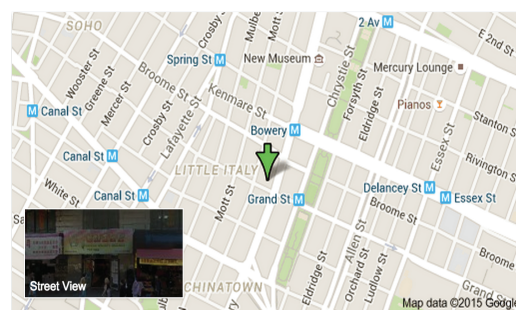 SOHO
Crosby St
Mulbe
Mo
2 Av M
E 2nd St
Spring St M
New Museum
Mercury Lounge
Wooster St
Greene St
Mercer St
Broome St
Kenmare St
Chrystie St
Forsyth St
Eldridge St
Pianos
Stanton St
M Canal St
Crosby St
Lafayette St
Bowery M
Essex St
Rivington St
Canal St M
LITTLE ITALY
White St
Canal St M
Mott St
Grand St M
Delancey St M
M Essex St
Broome St
Allen St
Broome
CHINATOWN
Eldridge St
Orchard St
Ludlow St
Grand St
Street View
Map data ©2015 Google